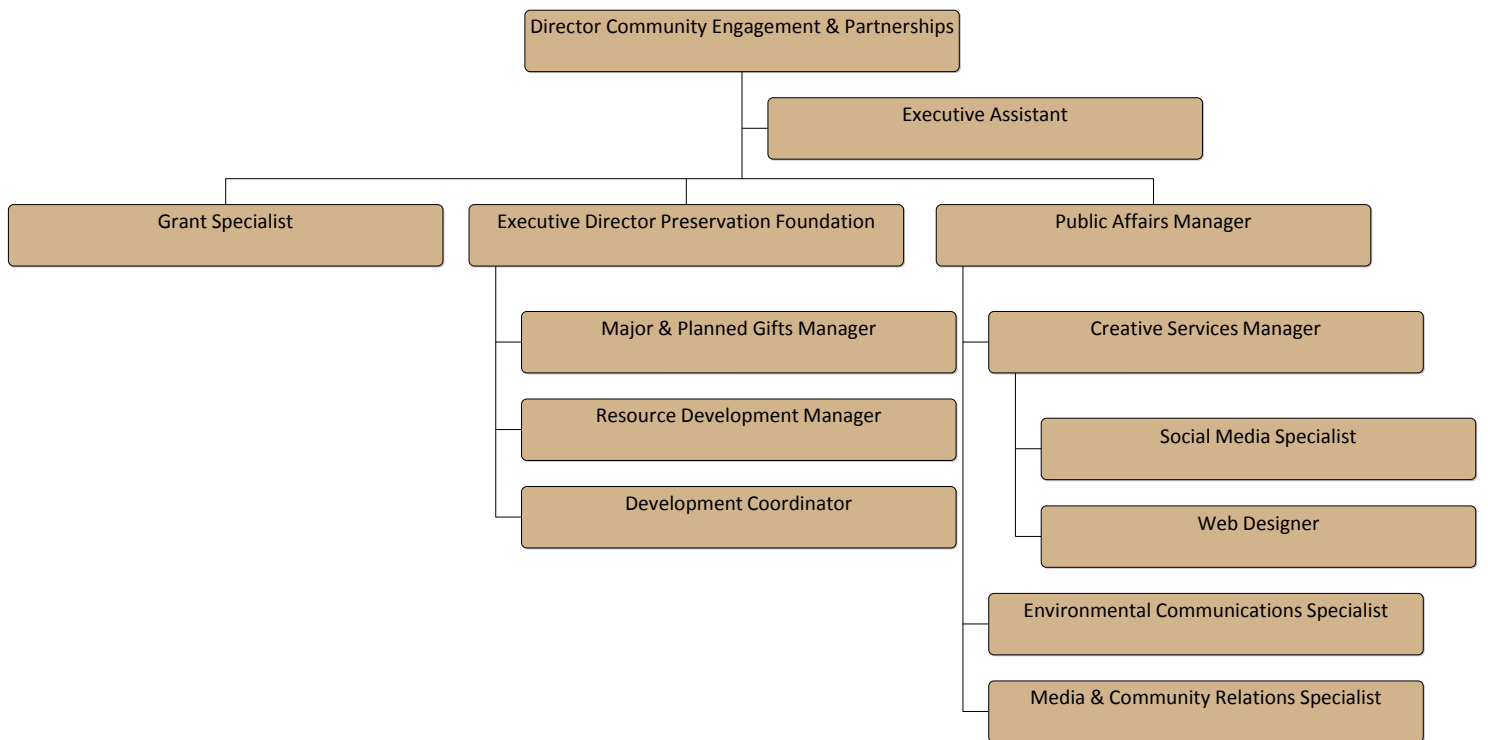 Director Community Engagement & Partnerships
Executive Assistant
Grant Specialist
Executive Director Preservation Foundation
Public Affairs Manager
Major & Planned Gifts Manager
Creative Services Manager
Resource Development Manager
Social Media Specialist
Development Coordinator
Web Designer
Environmental Communications Specialist
Media & Community Relations Specialist